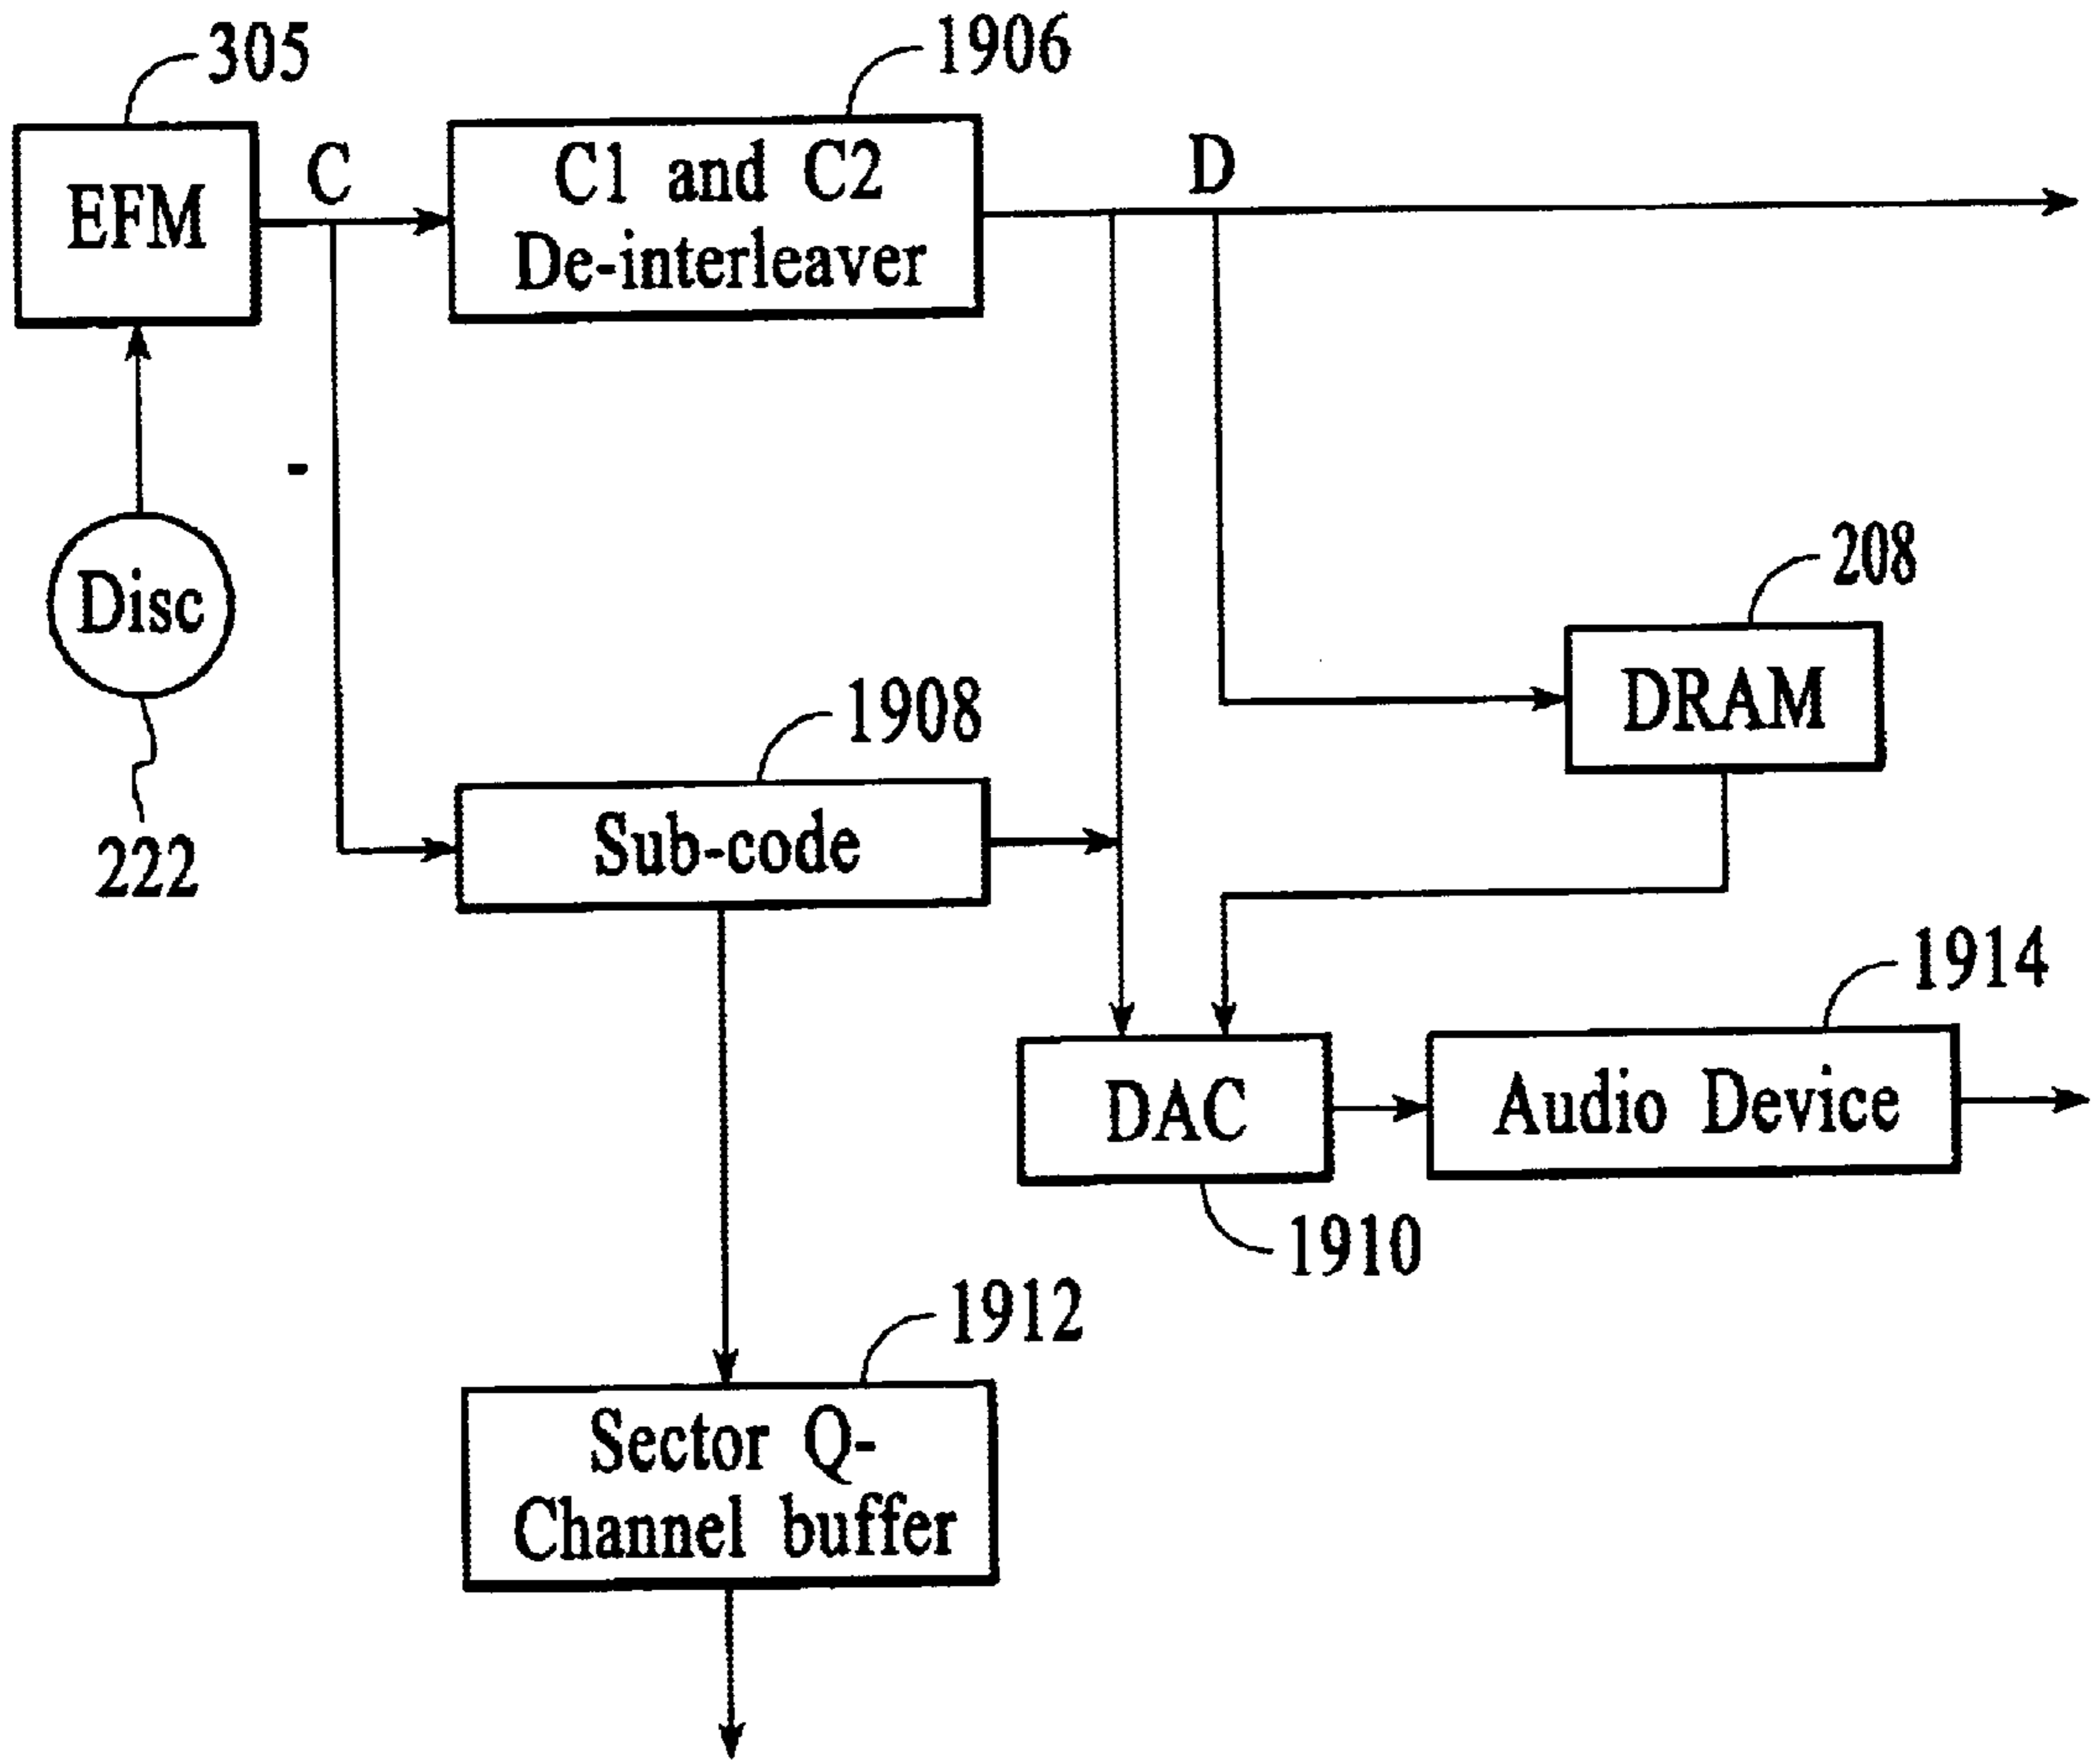 305
1906
EFM
C
C1 and C2
De-interleaver
D
Disc
222
208
DRAM
1908
Sub-code
1914
DAC
Audio Device
1910
1912
Sector Q-
Channel buffer